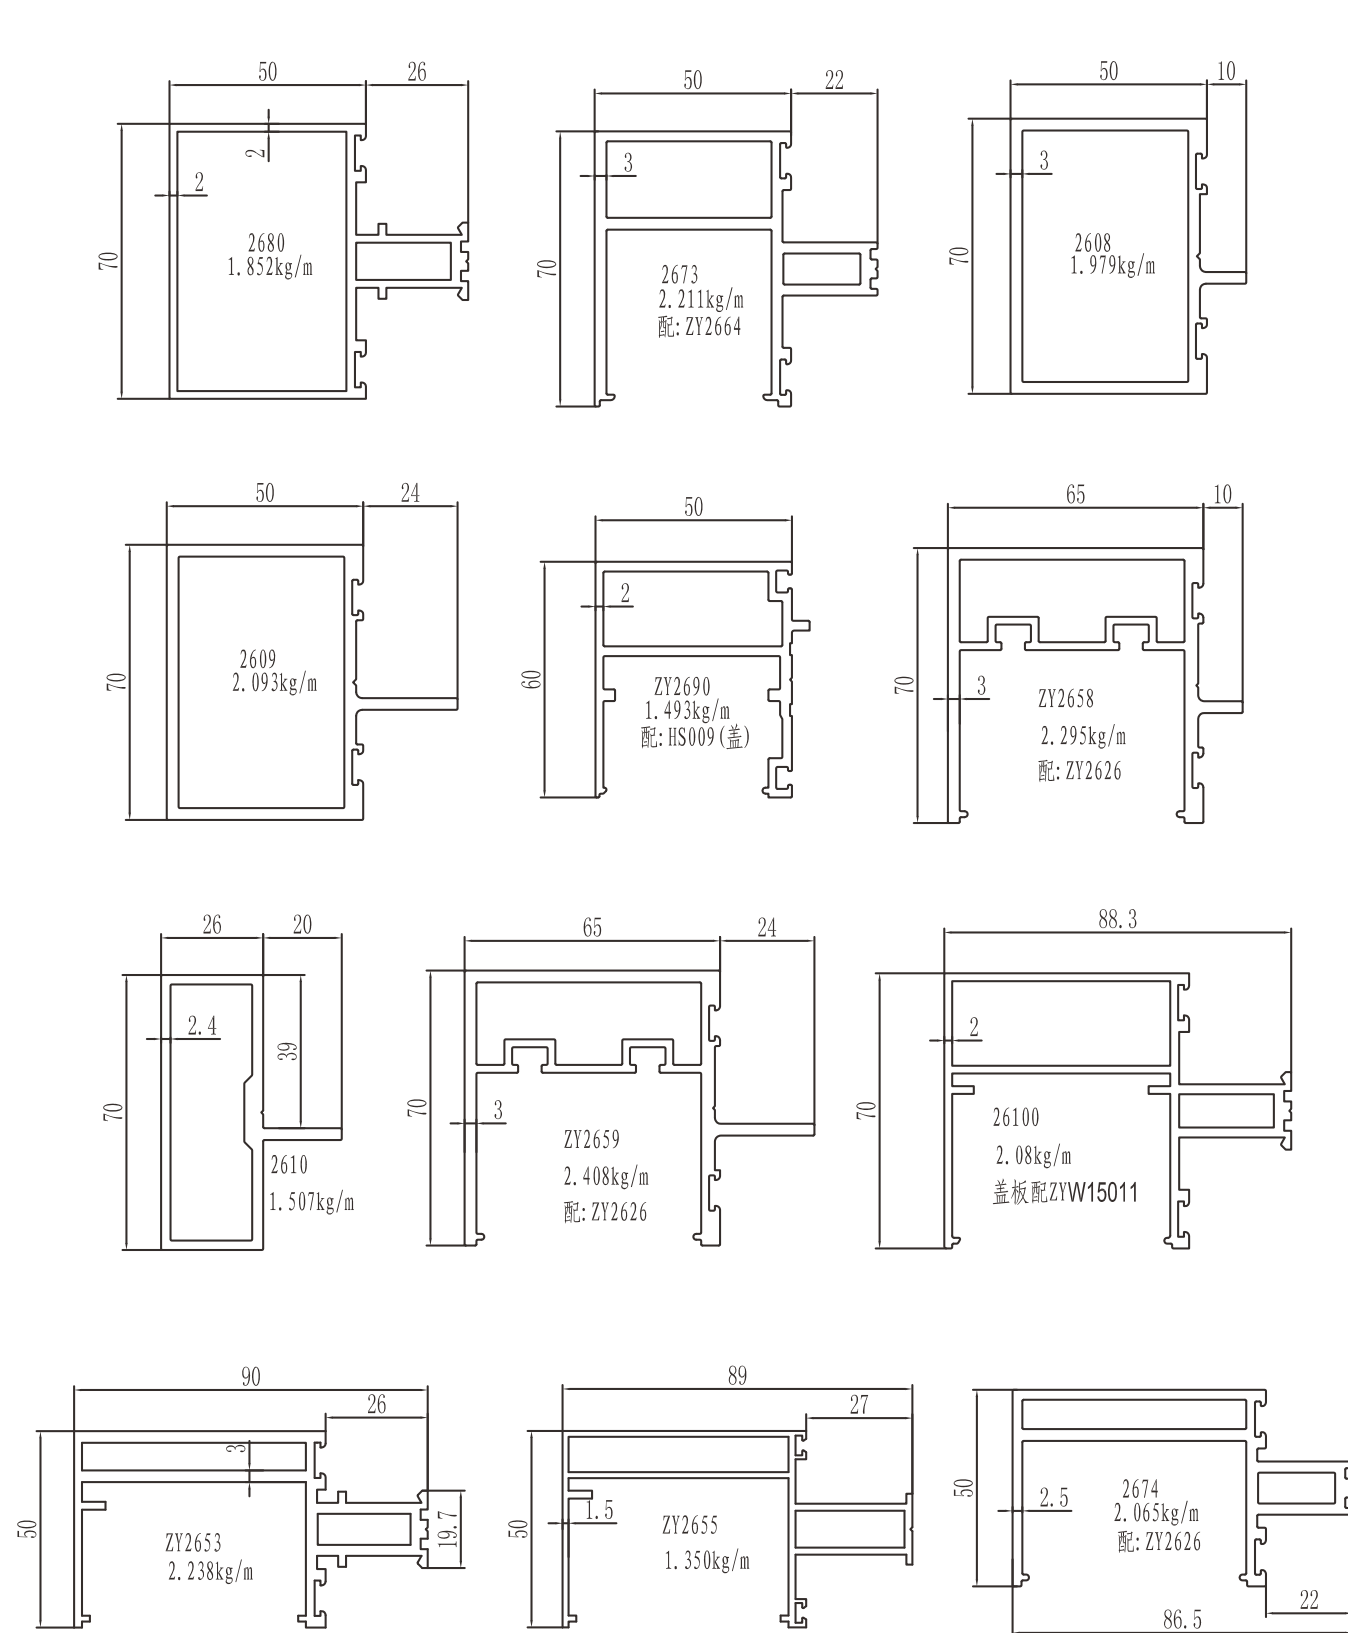 50
26
2
2
70
2680
1.852kg/m
50
22
3
70
2673
2.211kg/m
配:ZY2664
50
10
3
70
2608
1.979kg/m
50
24
70
2609
2.093kg/m
50
2
60
ZY2690
1.493kg/m
配:HS009(盖)
65
10
3
70
ZY2658
2.295kg/m
配:ZY2626
26
20
2.4
39
70
2610
1.507kg/m
65
24
3
70
ZY2659
2.408kg/m
配:ZY2626
88.3
2
70
26100
2.08kg/m
盖板配ZYW15011
90
26
3
50
19.7
ZY2653
2.238kg/m
89
27
1.5
50
ZY2655
1.350kg/m
50
2.5
2674
2.065kg/m
配:ZY2626
22
86.5